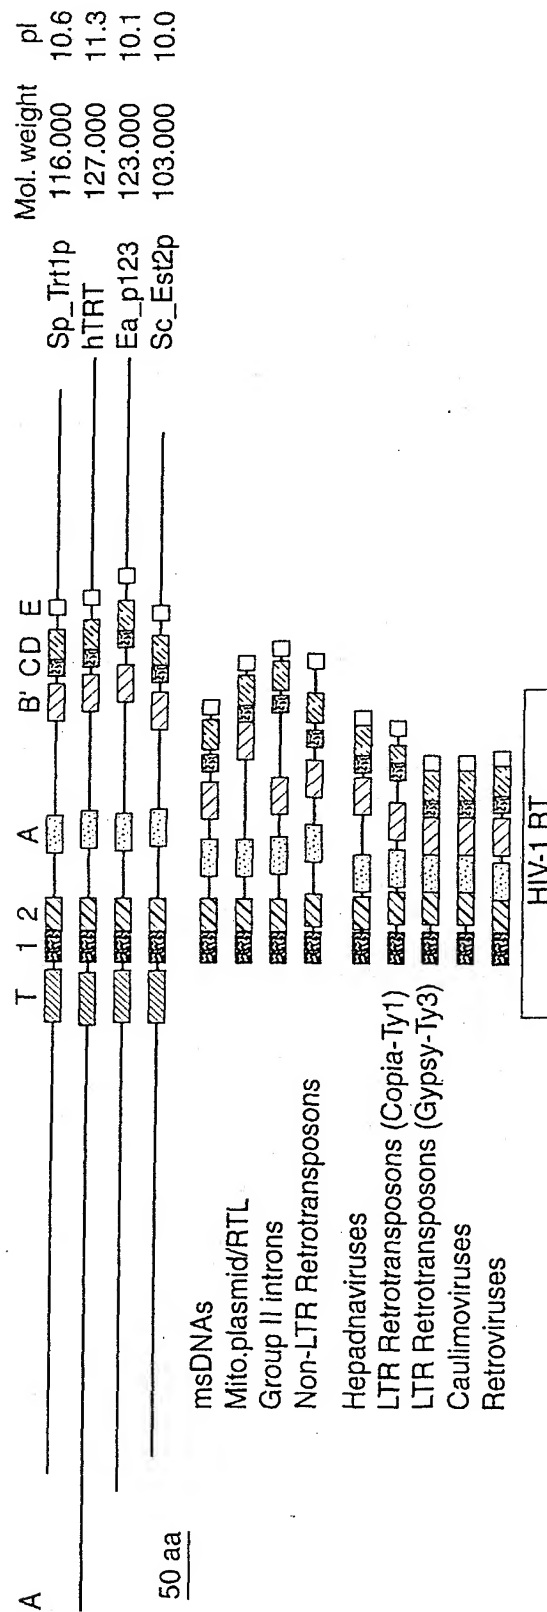 A
Mol. weight pI
T 1 2 A B' C D E
Sp_Trt1p 116.000 10.6
hTRT 127.000 11.3
Ea_p123 123.000 10.1
Sc_Est2p 103.000 10.0
50 aa
msDNAs
Mito.plasmid/RTL
Group II introns
Non-LTR Retrotransposons
Hepadnaviruses
LTR Retrotransposons (Copia-Ty1)
LTR Retrotransposons (Gypsy-Ty3)
Caulimoviruses
Retroviruses
HIV-1 RT